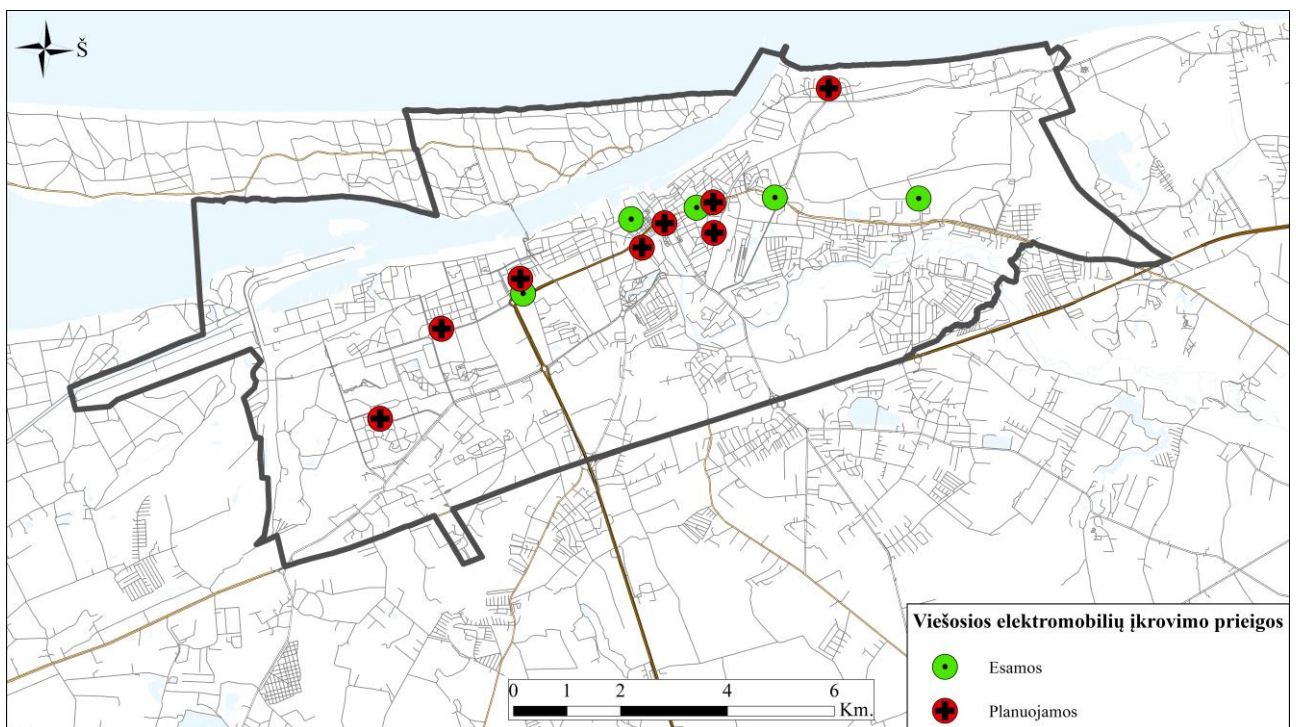 Š
Viešosios elektromobilių įkrovimo prieigos
Esamos
Planuojamos
0 1 2 4 6
Km.